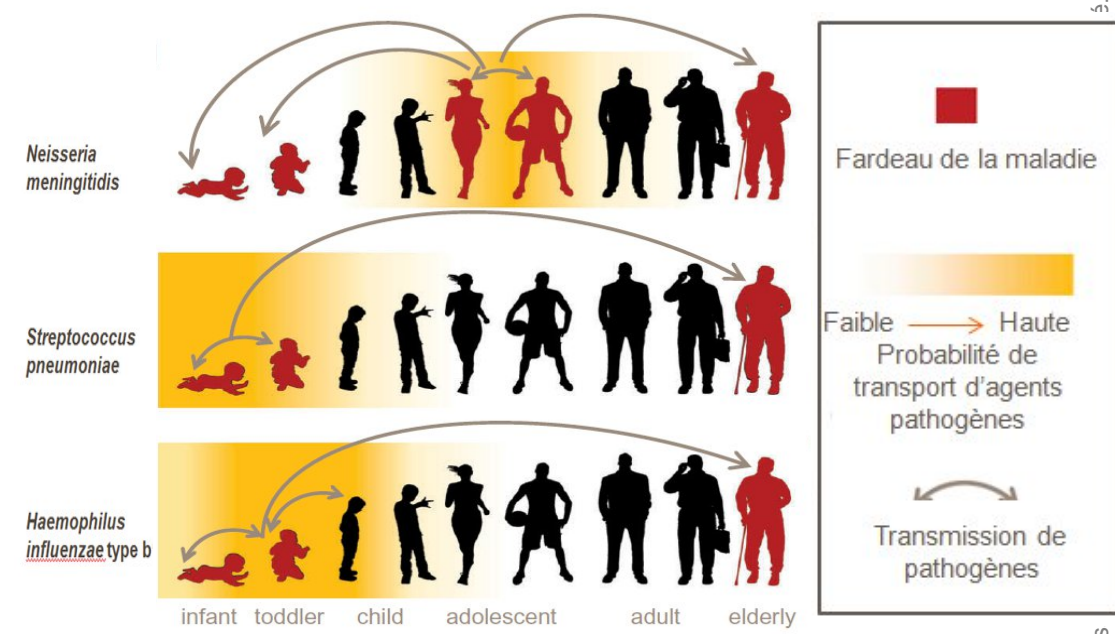 Neisseria
meningitidis
Streptococcus
pneumoniae
Haemophilus
influenzae type b
infant toddler child adolescent adult elderly
Fardeau de la maladie
Faible Haute
Probabilité de
transport d'agents
pathogènes
Transmission de
pathogènes